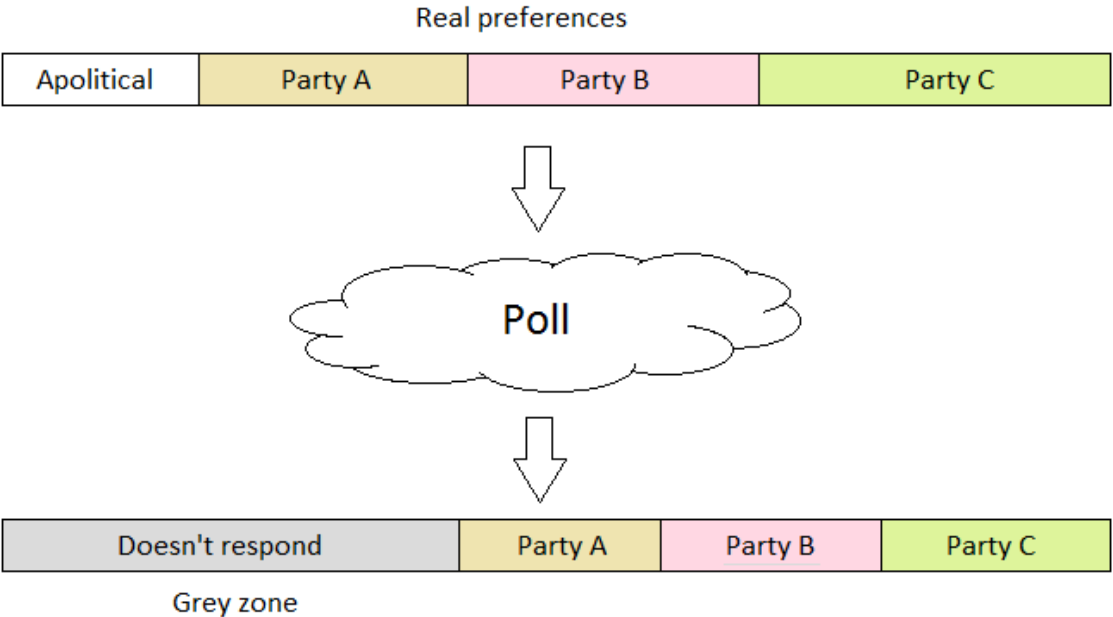 Real preferences
Apolitical Party A Party B Party C
Poll
Doesn't respond Party A Party B Party C
Grey zone